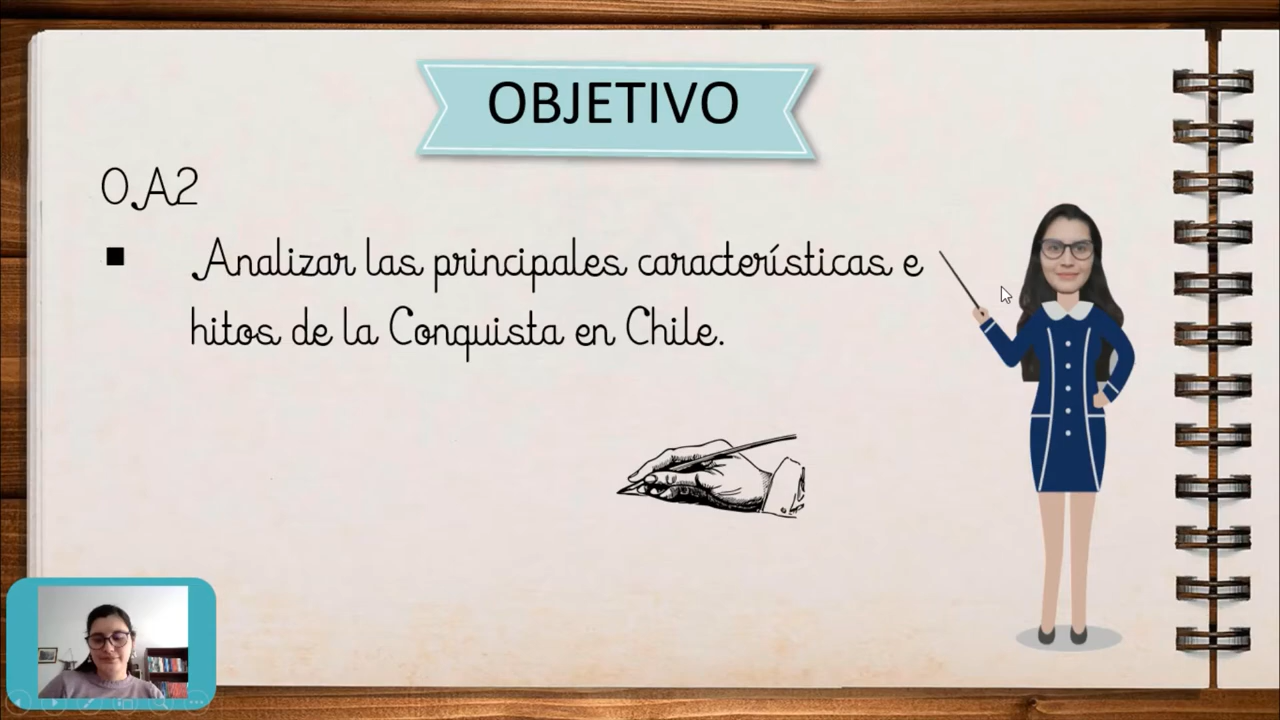 OBJETIVO
O.A2
▪ Analizar las principales características e
hitos de la Conquista en Chile.